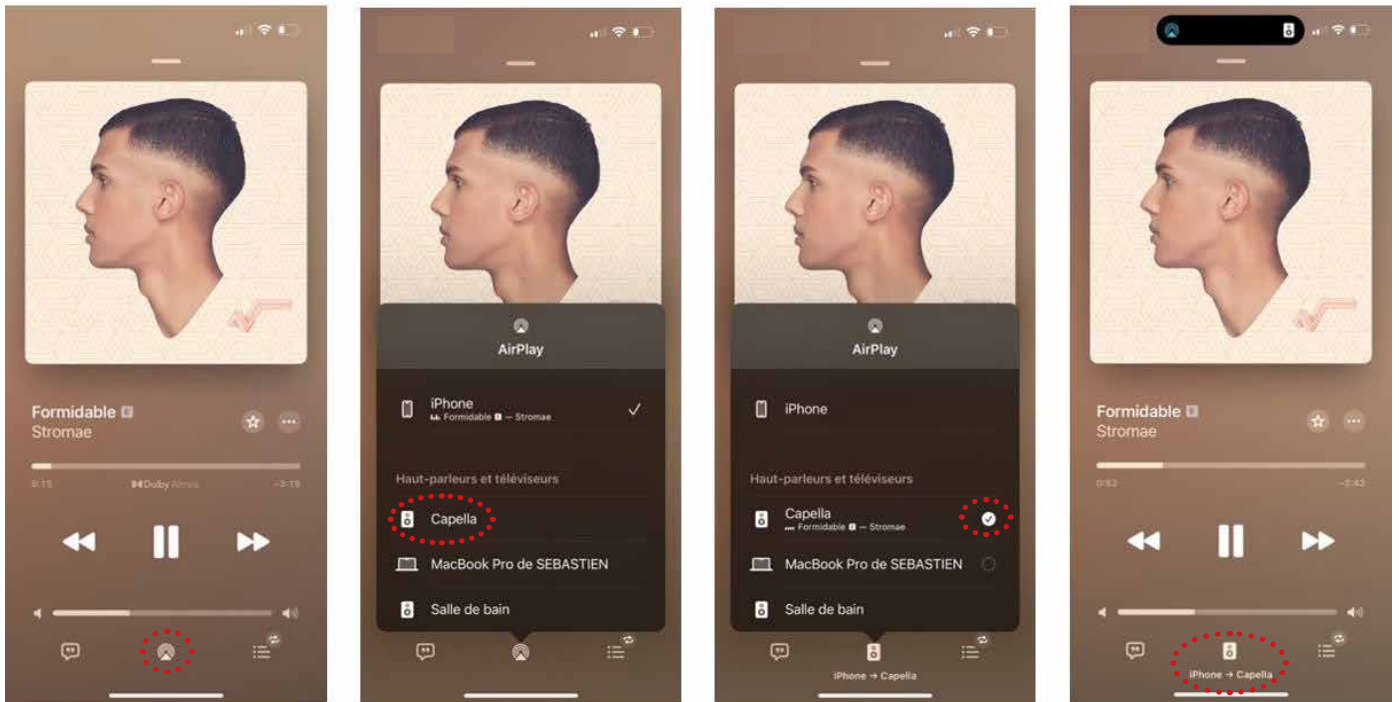 Formidable E
Stromae
0:15
Dolby Atmos
-3:19
AirPlay
iPhone
Formidable E — Stromae
Haut-parleurs et téléviseurs
Capella
MacBook Pro de SEBASTIEN
Salle de bain
AirPlay
iPhone
Haut-parleurs et téléviseurs
Capella
Formidable E — Stromae
MacBook Pro de SEBASTIEN
Salle de bain
iPhone → Capella
Formidable E
Stromae
0:52
-2:42
iPhone → Capella